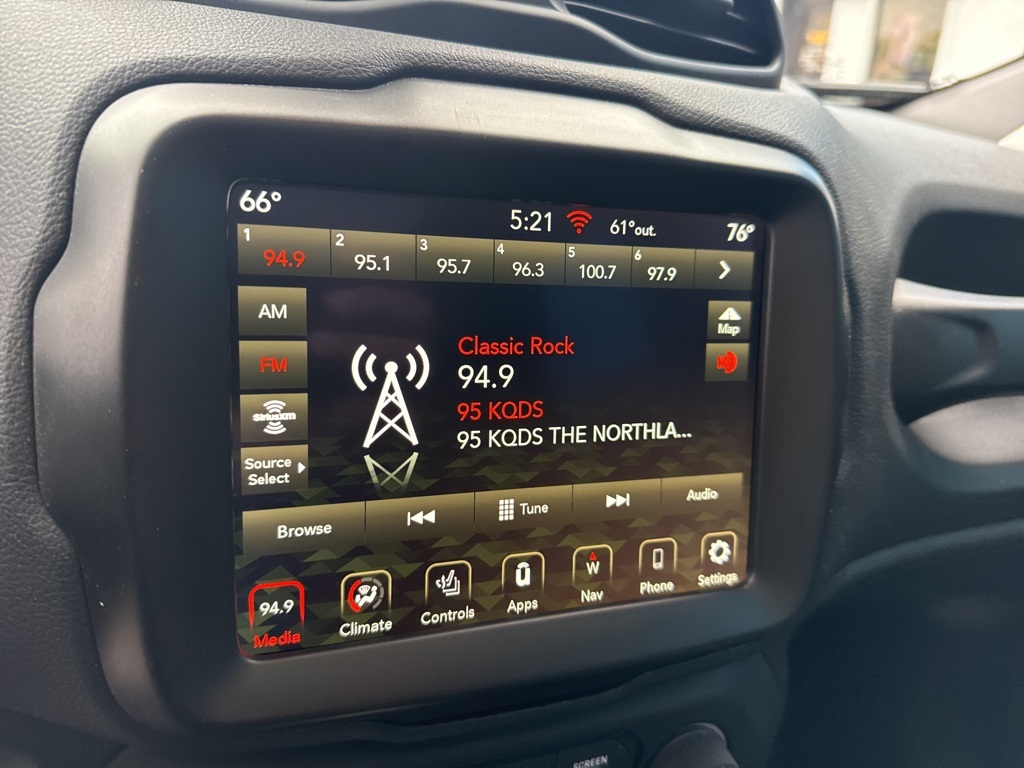 66° 5:21 61°out. 76°
1 94.9 2 95.1 3 95.7 4 96.3 5 100.7 6 97.9
AM
Map
FM
HD
Classic Rock
94.9
95 KQDS
95 KQDS THE NORTHLA...
SiriusXM
Source
Select
Browse Tune Audio
94.9 W
Media Climate Controls Apps Nav Phone Settings
SCREEN